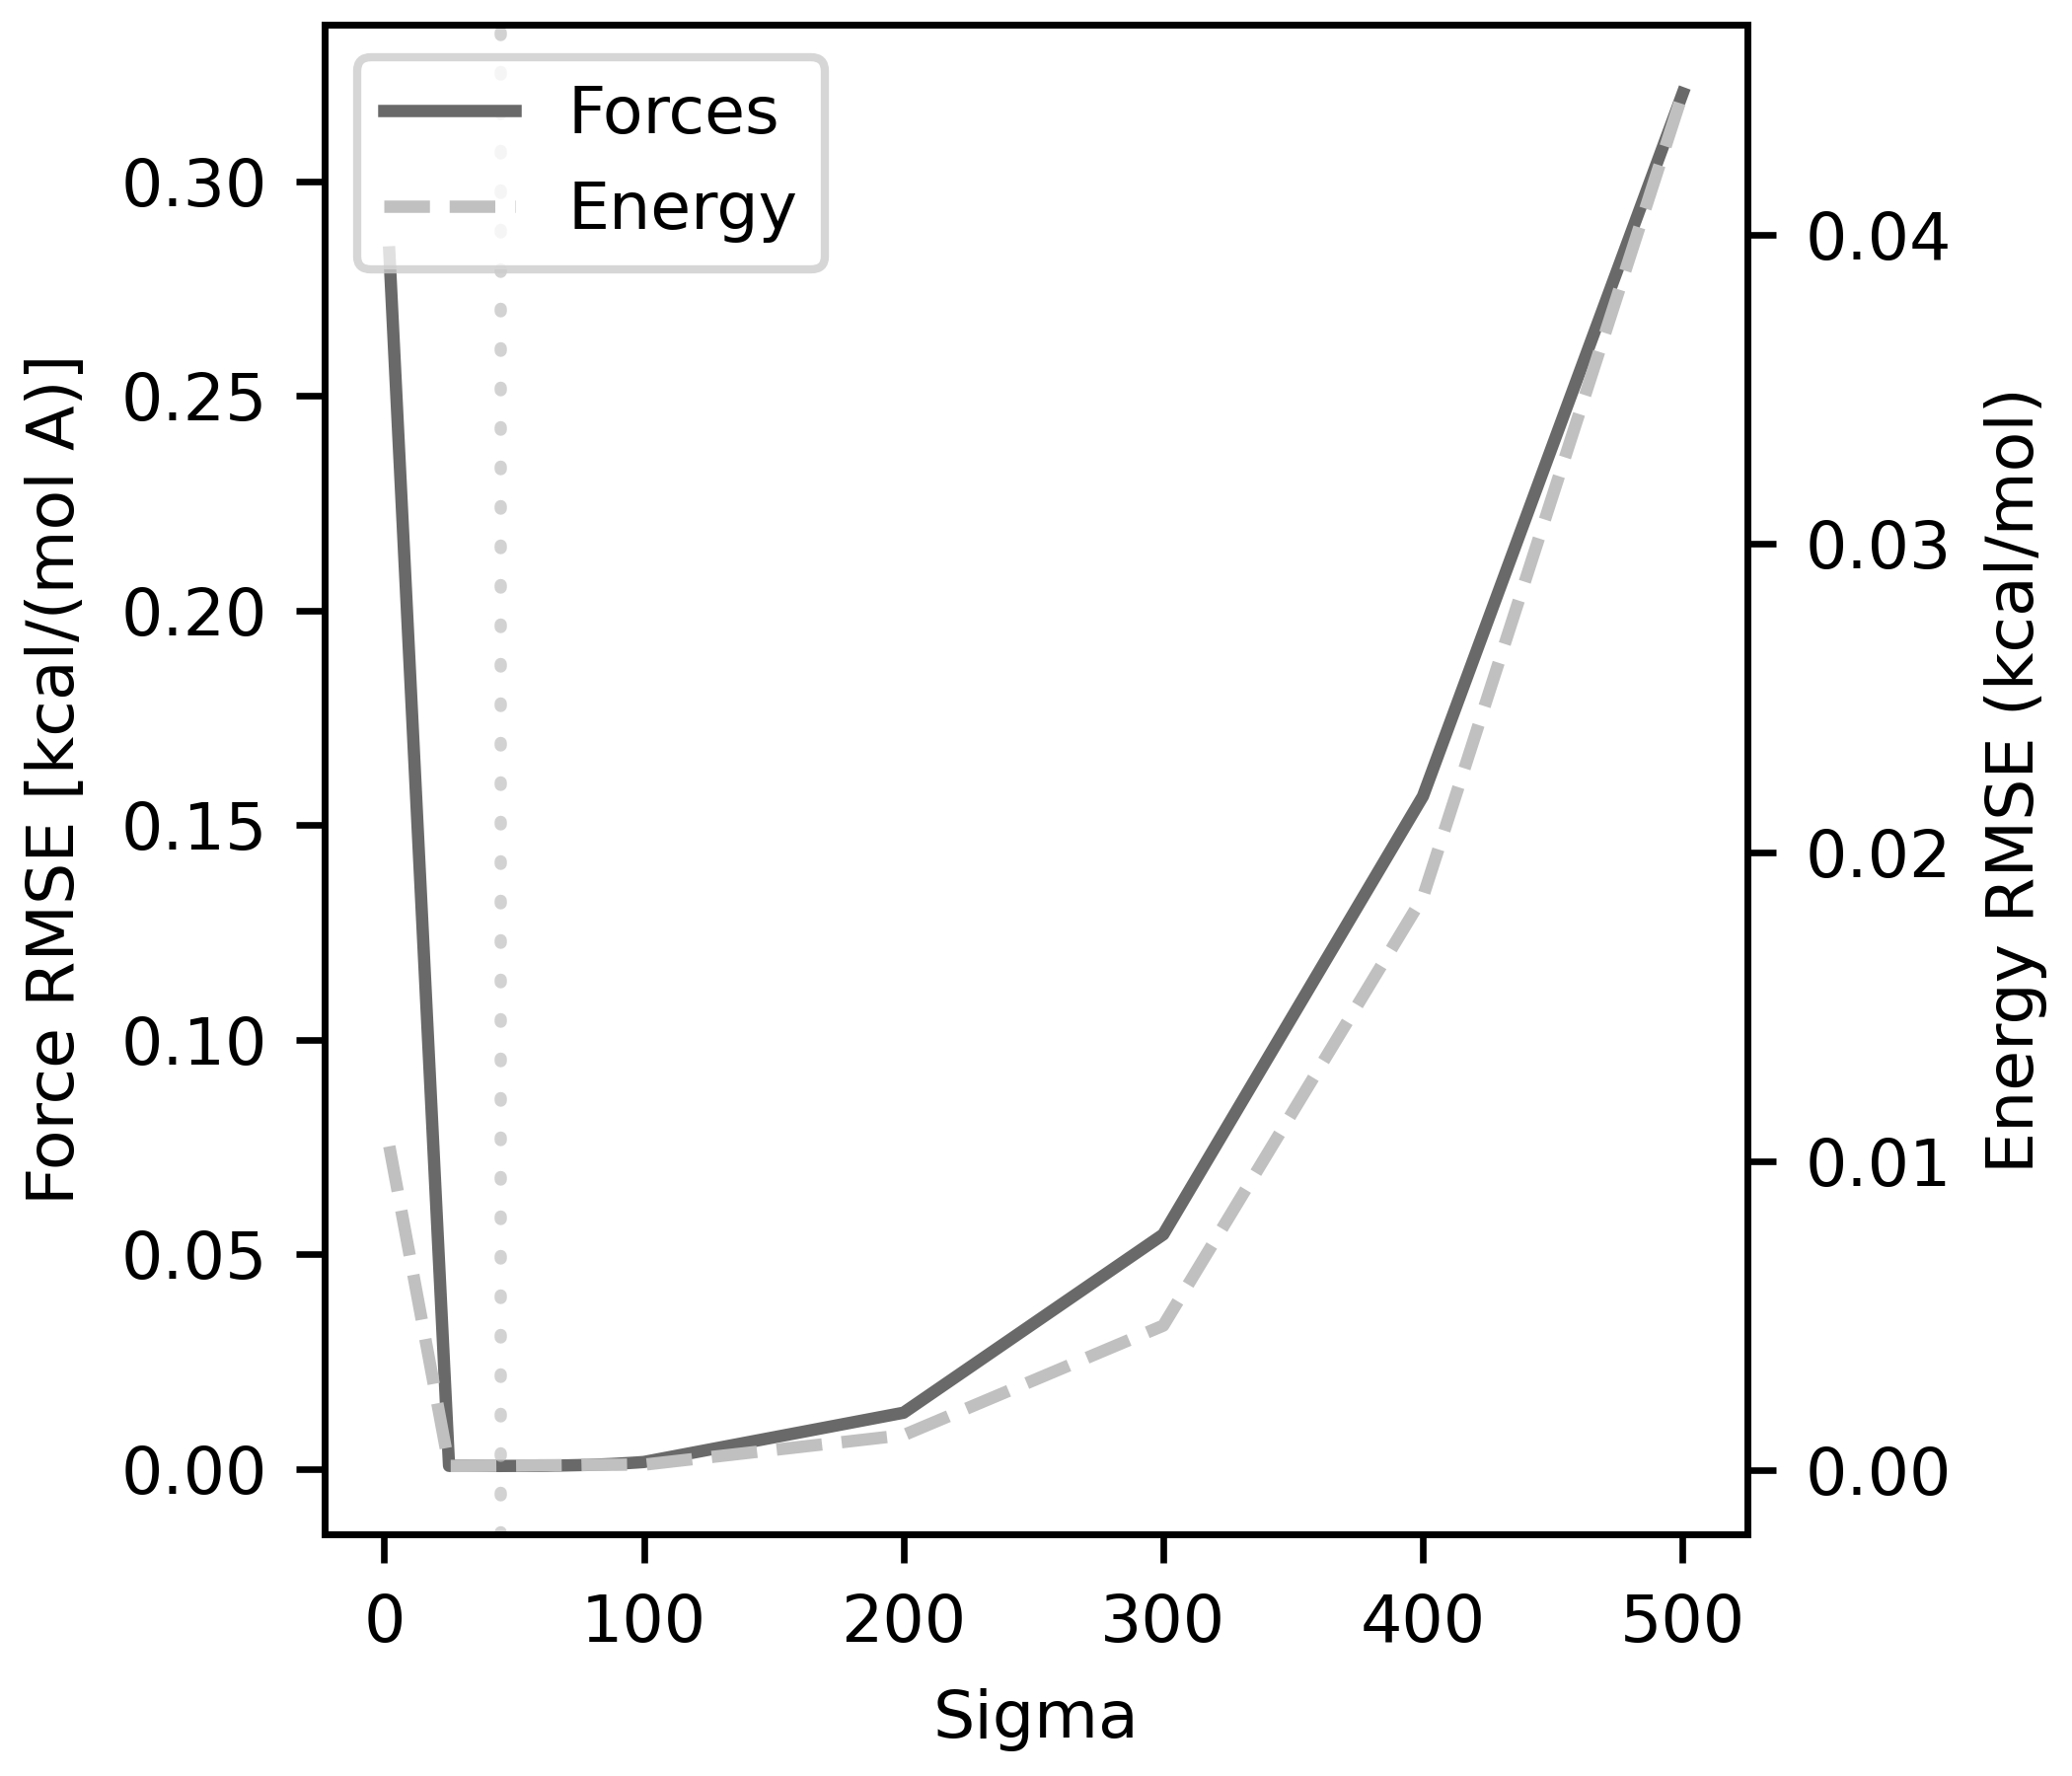 Forces
Energy
0.30
0.25
0.20
0.15
0.10
0.05
0.00
Force RMSE [kcal/(mol A)]
0.04
0.03
0.02
0.01
0.00
Energy RMSE (kcal/mol)
0 100 200 300 400 500
Sigma